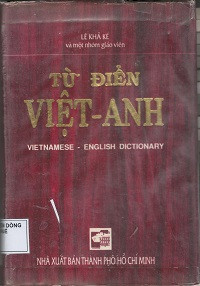 LÊ KHẢ KẾ
và một nhóm giáo viên
TỪ ĐIỂN
VIỆT-ANH
VIETNAMESE - ENGLISH DICTIONARY
NHÀ XUẤT BẢN THÀNH PHỐ HỒ CHÍ MINH